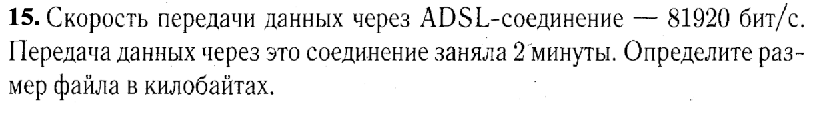 15. Скорость передачи данных через ADSL-соединение — 81920 бит/с.
Передача данных через это соединение заняла 2 минуты. Определите раз-
мер файла в килобайтах.